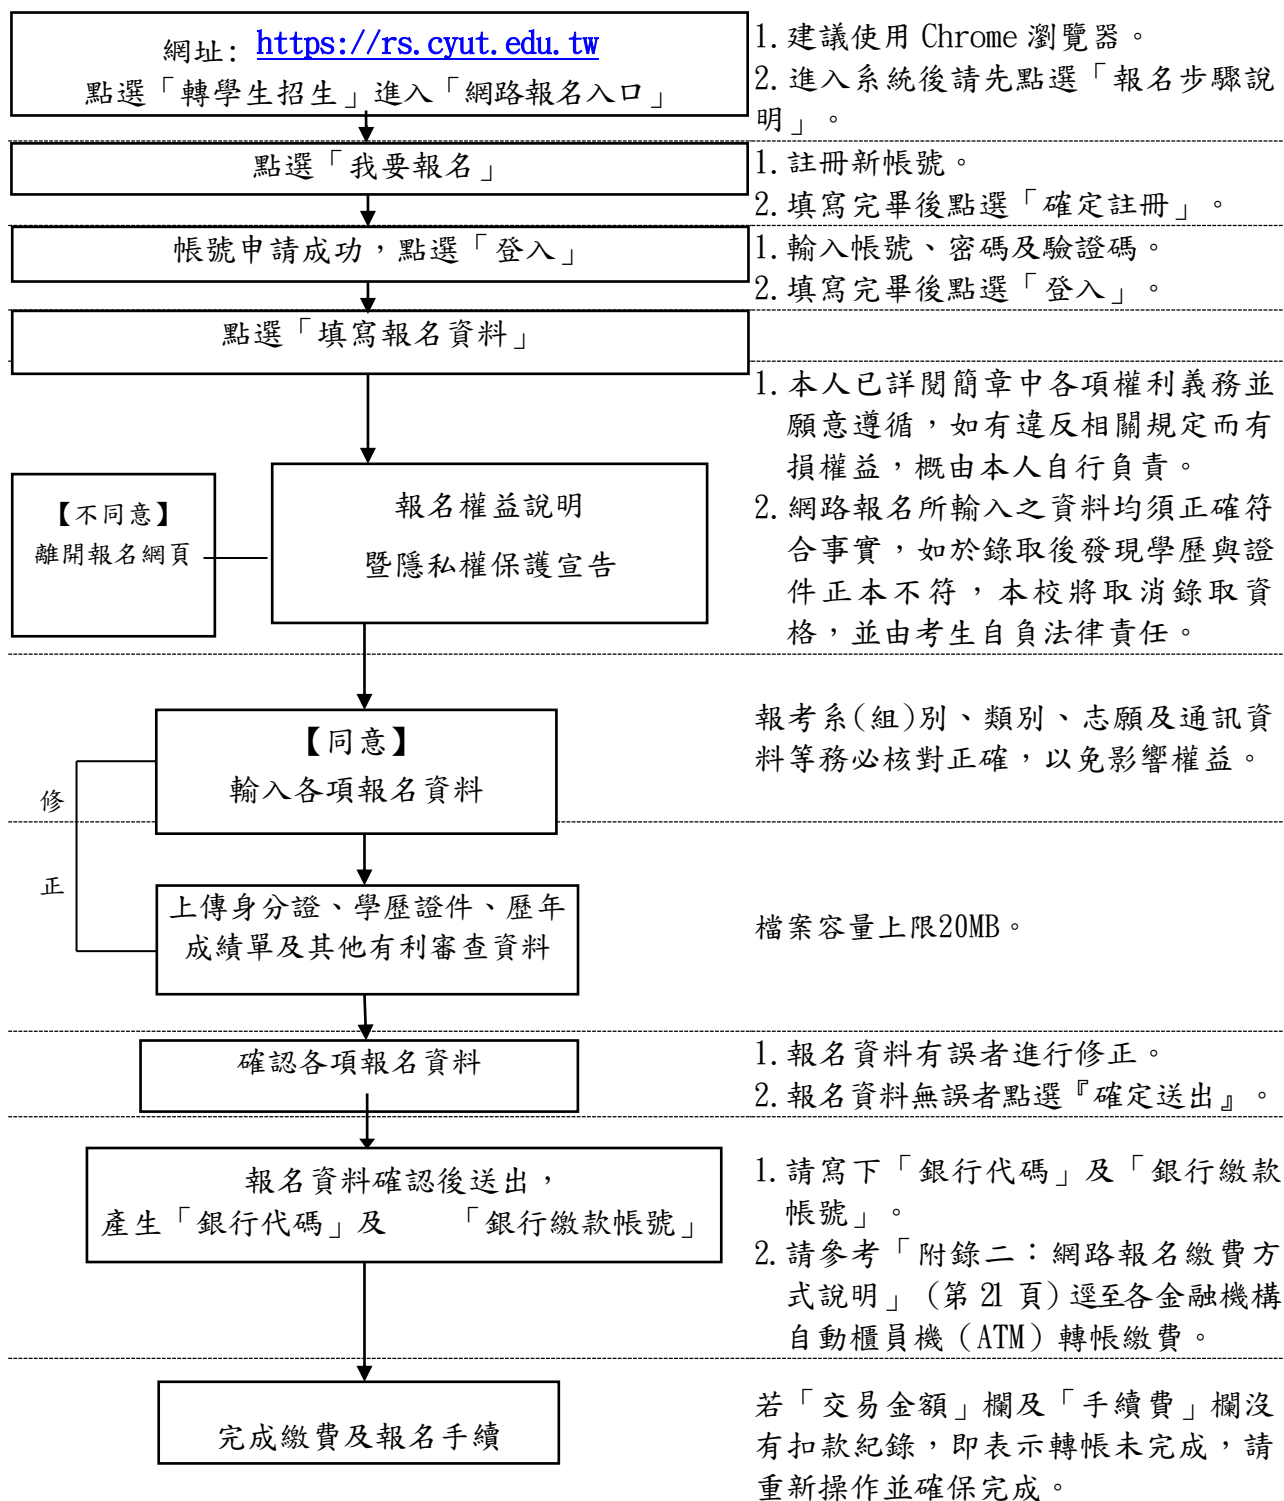 網址: https://rs.cyut.edu.tw
點選「轉學生招生」進入「網路報名入口」
1.建議使用 Chrome 瀏覽器。
2.進入系統後請先點選「報名步驟說
明」。
點選「我要報名」
1.註冊新帳號。
2.填寫完畢後點選「確定註冊」。
帳號申請成功，點選「登入」
1.輸入帳號、密碼及驗證碼。
2.填寫完畢後點選「登入」。
點選「填寫報名資料」
1.本人已詳閱簡章中各項權利義務並
願意遵循，如有違反相關規定而有
損權益，概由本人自行負責。
2.網路報名所輸入之資料均須正確符
合事實，如於錄取後發現學歷與證
件正本不符，本校將取消錄取資
格，並由考生自負法律責任。
【不同意】
離開報名網頁
報名權益說明
暨隱私權保護宣告
【同意】
輸入各項報名資料
報考系(組)別、類別、志願及通訊資
料等務必核對正確，以免影響權益。
修
正
上傳身分證、學歷證件、歷年
成績單及其他有利審查資料
檔案容量上限20MB。
確認各項報名資料
1.報名資料有誤者進行修正。
2.報名資料無誤者點選『確定送出』。
報名資料確認後送出，
產生「銀行代碼」及 「銀行繳款帳號」
1.請寫下「銀行代碼」及「銀行繳款
帳號」。
2.請參考「附錄二：網路報名繳費方
式說明」(第 21 頁)逕至各金融機構
自動櫃員機（ATM）轉帳繳費。
完成繳費及報名手續
若「交易金額」欄及「手續費」欄沒
有扣款紀錄，即表示轉帳未完成，請
重新操作並確保完成。